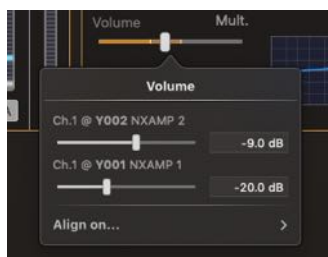 Volume Mult.
Volume
Ch.1 @ Y002 NXAMP 2
-9.0 dB
Ch.1 @ Y001 NXAMP 1
-20.0 dB
Align on...